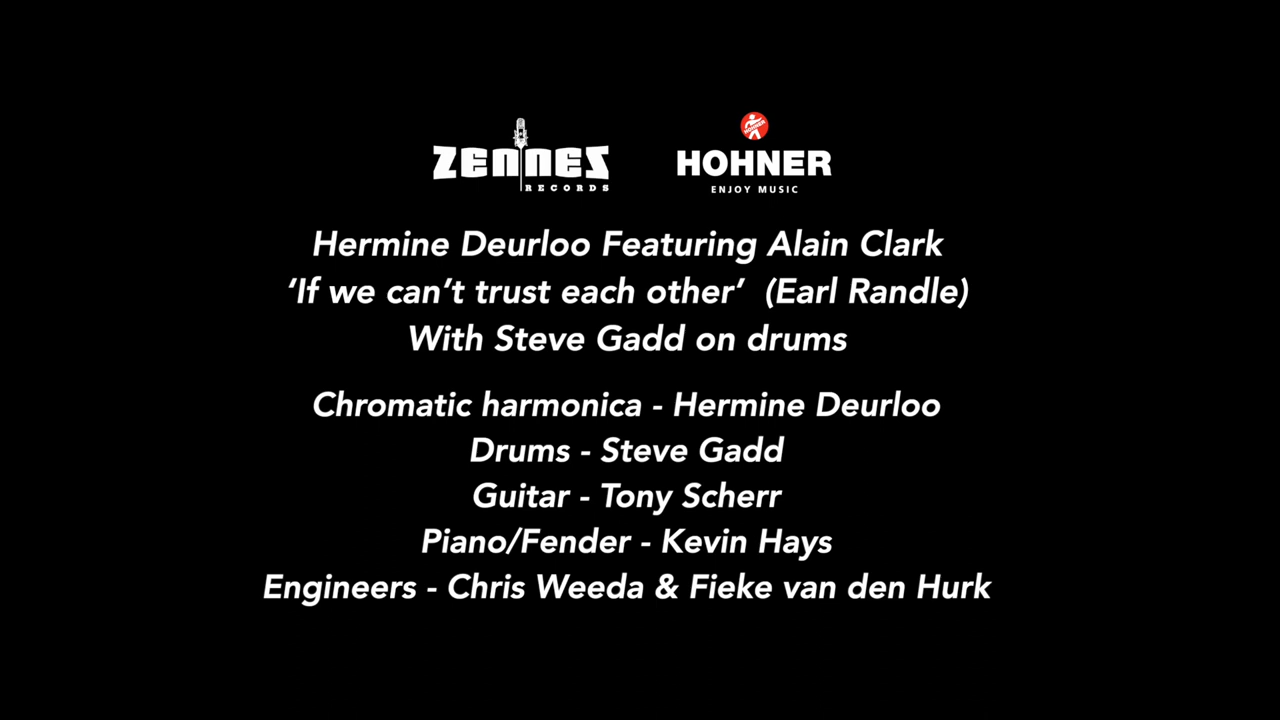 ZENNEZ
RECORDS
HOHNER
HOHNER
ENJOY MUSIC
Hermine Deurloo Featuring Alain Clark
‘If we can’t trust each other’ (Earl Randle)
With Steve Gadd on drums
Chromatic harmonica - Hermine Deurloo
Drums - Steve Gadd
Guitar - Tony Scherr
Piano/Fender - Kevin Hays
Engineers - Chris Weeda & Fieke van den Hurk